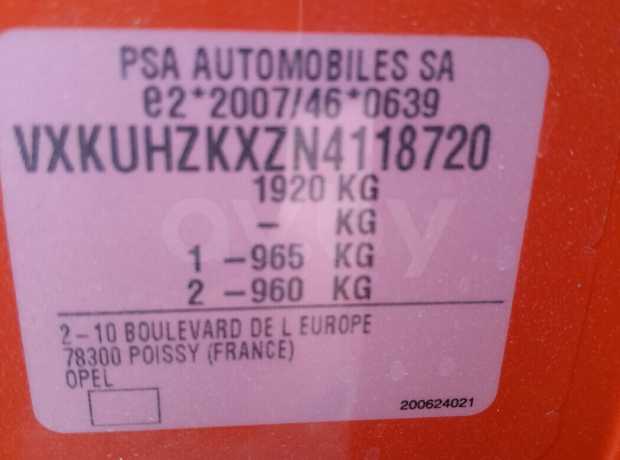 PSA AUTOMOBILES SA
e2*2007/46*0639
VXKUHZKXZN4118720
1920 KG
– KG
1 –965 KG
2 –960 KG
2–10 BOULEVARD DE L EUROPE
78300 POISSY (FRANCE)
OPEL
200624021